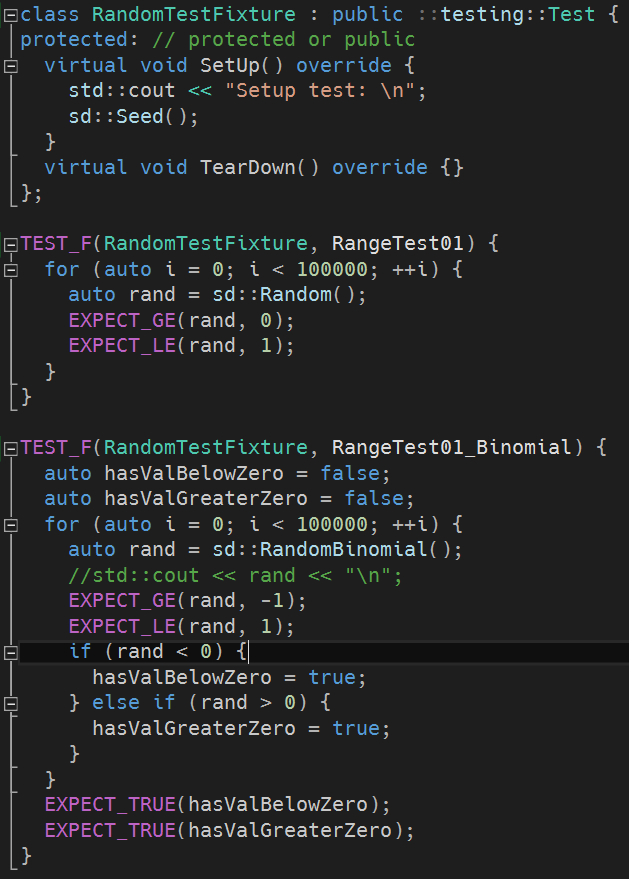 class RandomTestFixture : public ::testing::Test {
protected: // protected or public
  virtual void SetUp() override {
    std::cout << "Setup test: \n";
    sd::Seed();
  }
  virtual void TearDown() override {}
};
TEST_F(RandomTestFixture, RangeTest01) {
  for (auto i = 0; i < 100000; ++i) {
    auto rand = sd::Random();
    EXPECT_GE(rand, 0);
    EXPECT_LE(rand, 1);
  }
}
TEST_F(RandomTestFixture, RangeTest01_Binomial) {
  auto hasValBelowZero = false;
  auto hasValGreaterZero = false;
  for (auto i = 0; i < 100000; ++i) {
    auto rand = sd::RandomBinomial();
    //std::cout << rand << "\n";
    EXPECT_GE(rand, -1);
    EXPECT_LE(rand, 1);
    if (rand < 0) {
      hasValBelowZero = true;
    } else if (rand > 0) {
      hasValGreaterZero = true;
    }
  }
  EXPECT_TRUE(hasValBelowZero);
  EXPECT_TRUE(hasValGreaterZero);
}